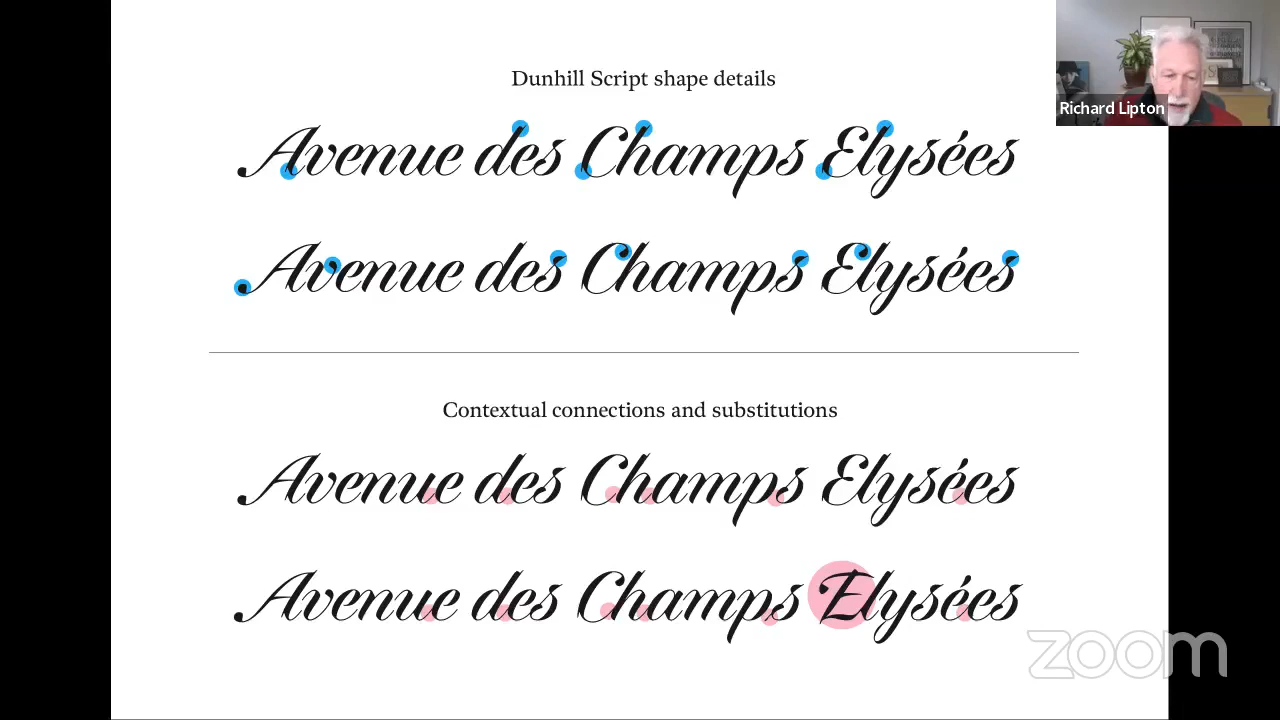 Dunhill Script shape details
Richard Lipton
Avenue des Champs Elysées
Avenue des Champs Elysées
Contextual connections and substitutions
Avenue des Champs Elysées
Avenue des Champs Elysées
zoom